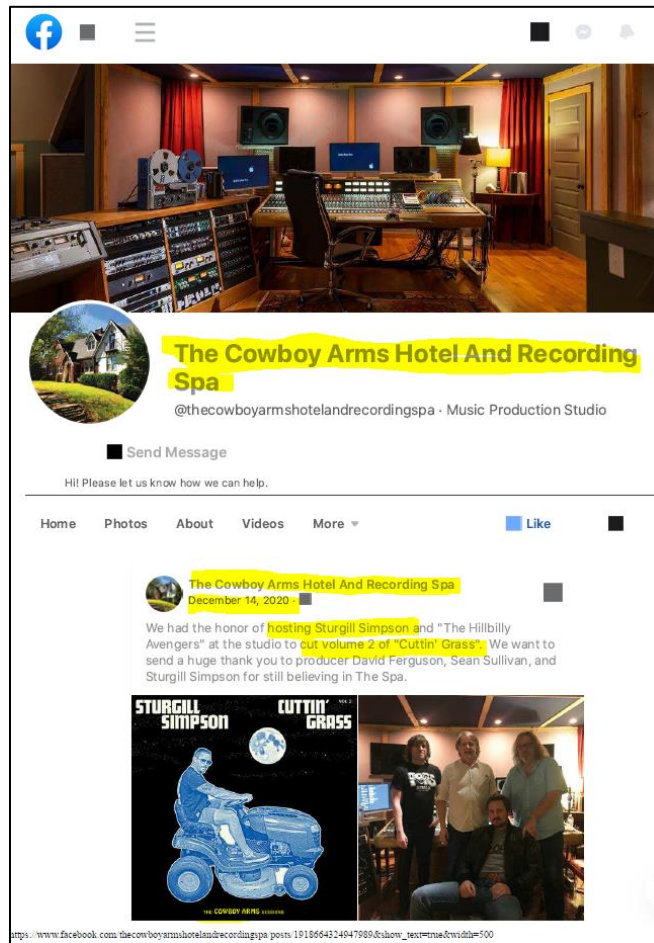 The Cowboy Arms Hotel And Recording
Spa
@thecowboyarmshotelandrecordingspa · Music Production Studio
Send Message
Hi! Please let us know how we can help.
Home Photos About Videos More Like
The Cowboy Arms Hotel And Recording Spa
December 14, 2020 ·
We had the honor of hosting Sturgill Simpson and "The Hillbilly
Avengers" at the studio to cut volume 2 of "Cuttin' Grass". We want to
send a huge thank you to producer David Ferguson, Sean Sullivan, and
Sturgill Simpson for still believing in The Spa.
STURGILL SIMPSON
CUTTIN' GRASS
VOL 2
THE COWBOY ARMS SESSIONS
https://www.facebook.com/thecowboyarmshotelandrecordingspa/posts/1918664324947989&show_text=true&width=500